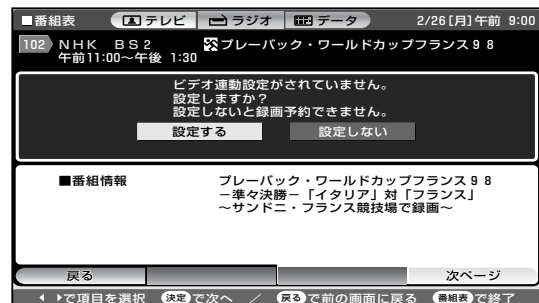 ■番組表 テレビ ラジオ データ 2/26[月]午前 9:00
102 NHK BS2 プレーバック・ワールドカップフランス98
午前11:00〜午後 1:30
ビデオ連動設定がされていません。
設定しますか?
設定しないと録画予約できません。
設定する 設定しない
■番組情報 プレーバック・ワールドカップフランス98
−準々決勝−「イタリア」対「フランス」
〜サンドニ・フランス競技場で録画〜
戻る 次ページ
で項目を選択 決定で次へ / 戻るで前の画面に戻る 番組表で終了